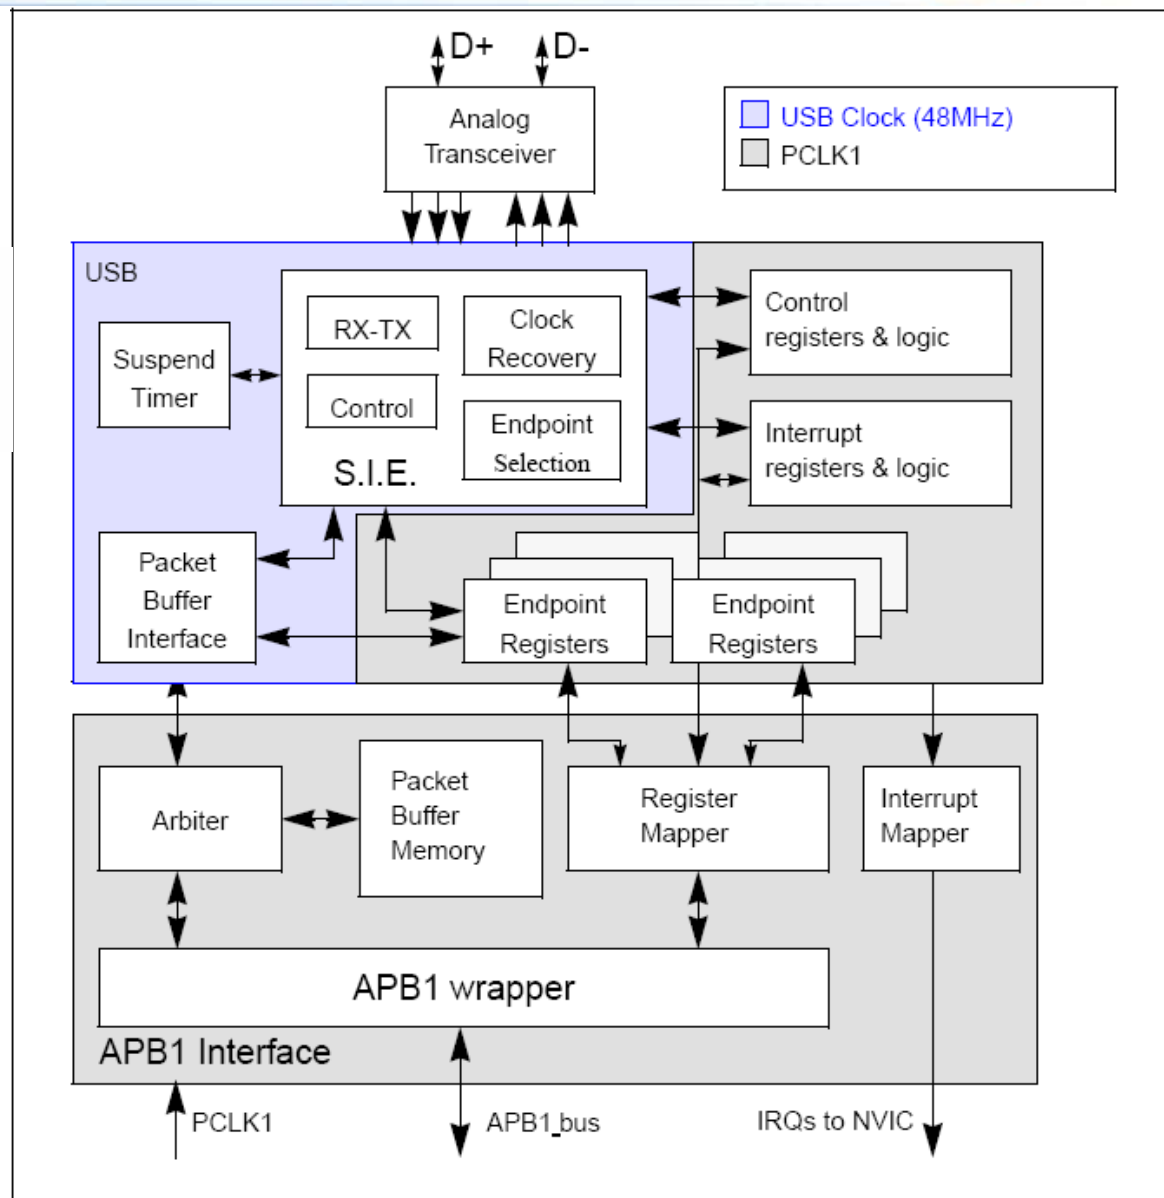 D+
D-
Analog
Transceiver
USB Clock (48MHz)
PCLK1
USB
Suspend
Timer
RX-TX
Control
Clock
Recovery
Endpoint
Selection
S.I.E.
Control
registers & logic
Interrupt
registers & logic
Packet
Buffer
Interface
Endpoint
Registers
Endpoint
Registers
Arbiter
Packet
Buffer
Memory
Register
Mapper
Interrupt
Mapper
APB1 wrapper
APB1 Interface
PCLK1
APB1_bus
IRQs to NVIC